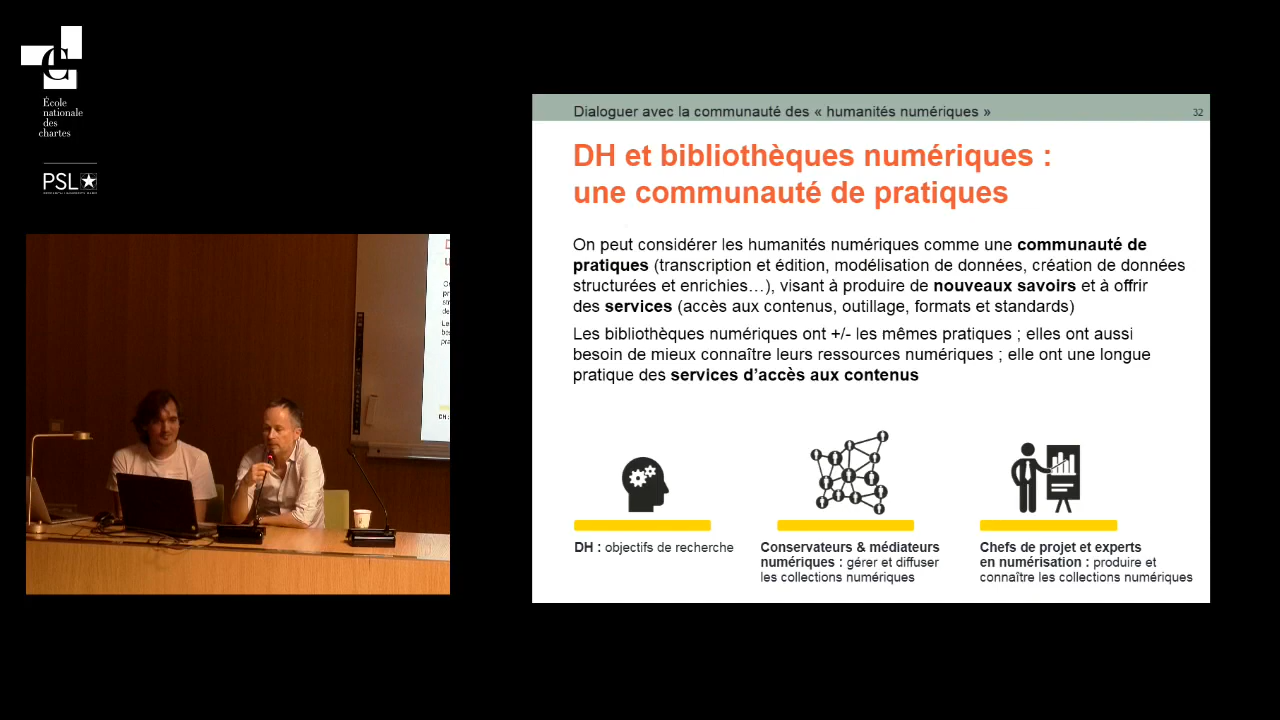 École
nationale
des
chartes
PSL
Dialoguer avec la communauté des « humanités numériques »
32
DH et bibliothèques numériques :
une communauté de pratiques
On peut considérer les humanités numériques comme une communauté de
pratiques (transcription et édition, modélisation de données, création de données
structurées et enrichies…), visant à produire de nouveaux savoirs et à offrir
des services (accès aux contenus, outillage, formats et standards)
Les bibliothèques numériques ont +/- les mêmes pratiques ; elles ont aussi
besoin de mieux connaître leurs ressources numériques ; elle ont une longue
pratique des services d’accès aux contenus
DH : objectifs de recherche
Conservateurs & médiateurs
numériques : gérer et diffuser
les collections numériques
Chefs de projet et experts
en numérisation : produire et
connaître les collections numériques